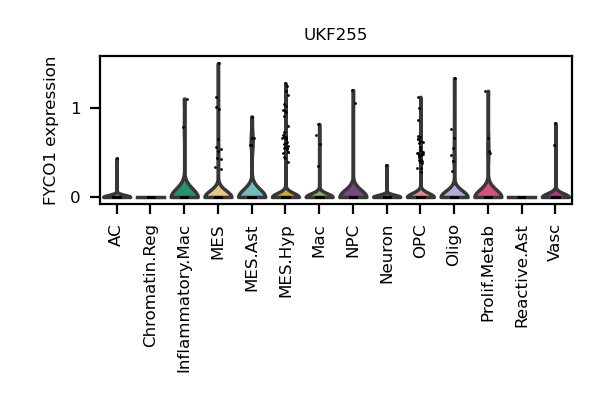 UKF255
FYCO1 expression
1
0
AC
Chromatin.Reg
Inflammatory.Mac
MES
MES.Ast
MES.Hyp
Mac
NPC
Neuron
OPC
Oligo
Prolif.Metab
Reactive.Ast
Vasc